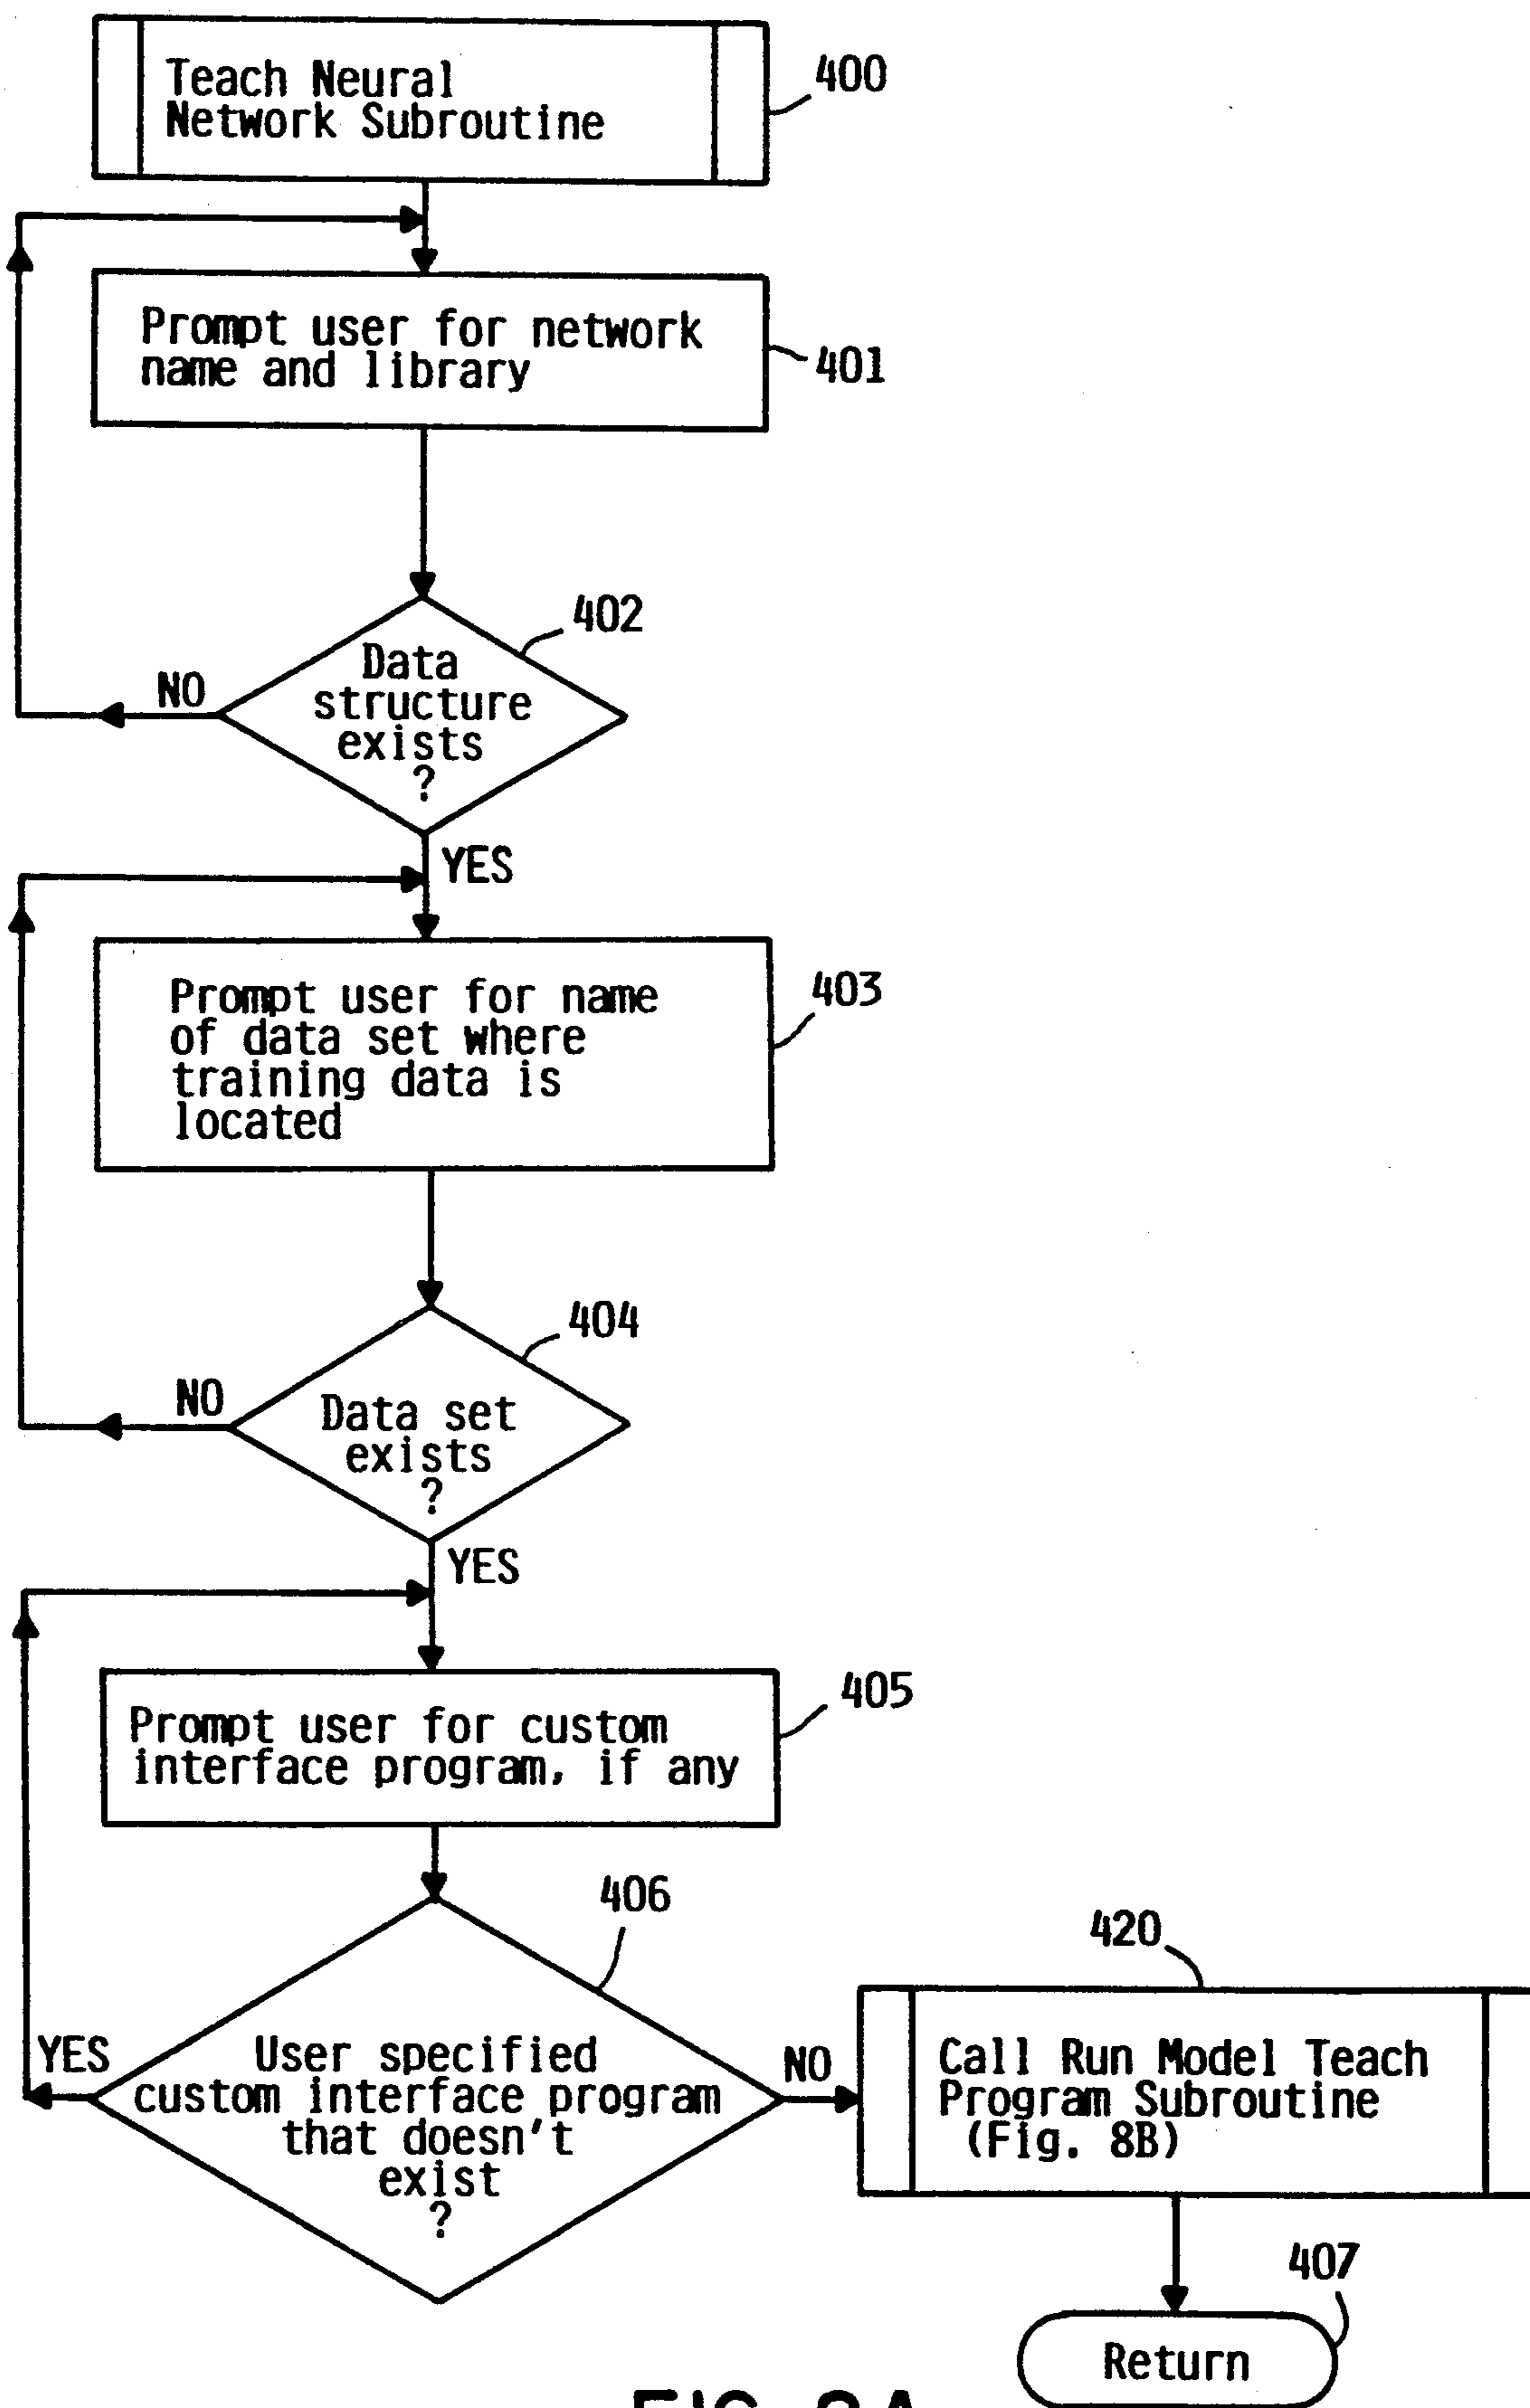 Teach Neural
Network Subroutine
400
Prompt user for network
name and library
401
402
Data
structure
exists
?
NO
YES
Prompt user for name
of data set where
training data is
located
403
404
Data set
exists
?
NO
YES
Prompt user for custom
interface program, if any
405
406
User specified
custom interface program
that doesn't
exist
?
YES
NO
420
Call Run Model Teach
Program Subroutine
(Fig. 8B)
407
Return